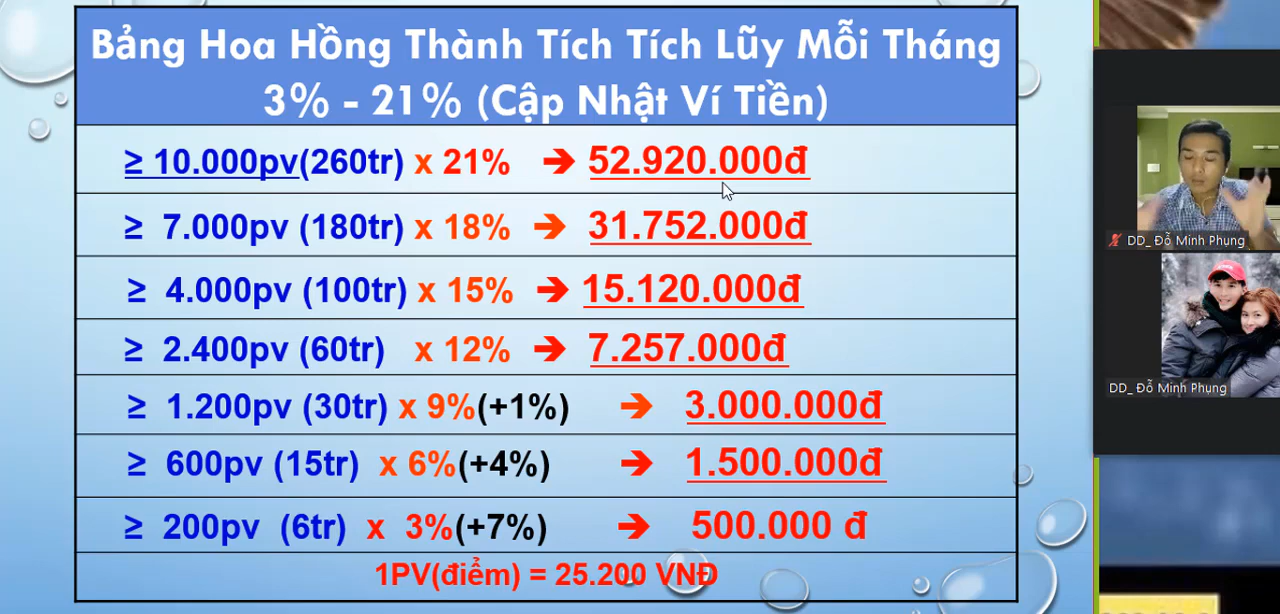 Bảng Hoa Hồng Thành Tích Tích Lũy Mỗi Tháng
3% - 21% (Cập Nhật Ví Tiền)
≥ 10.000pv(260tr) x 21% ➔ 52.920.000đ
≥ 7.000pv (180tr) x 18% ➔ 31.752.000đ
≥ 4.000pv (100tr) x 15% ➔ 15.120.000đ
≥ 2.400pv (60tr) x 12% ➔ 7.257.000đ
≥ 1.200pv (30tr) x 9%(+1%) ➔ 3.000.000đ
≥ 600pv (15tr) x 6%(+4%) ➔ 1.500.000đ
≥ 200pv (6tr) x 3%(+7%) ➔ 500.000 đ
1PV(điểm) = 25.200 VNĐ
DD_ Đỗ Minh Phụng
DD_ Đỗ Minh Phụng